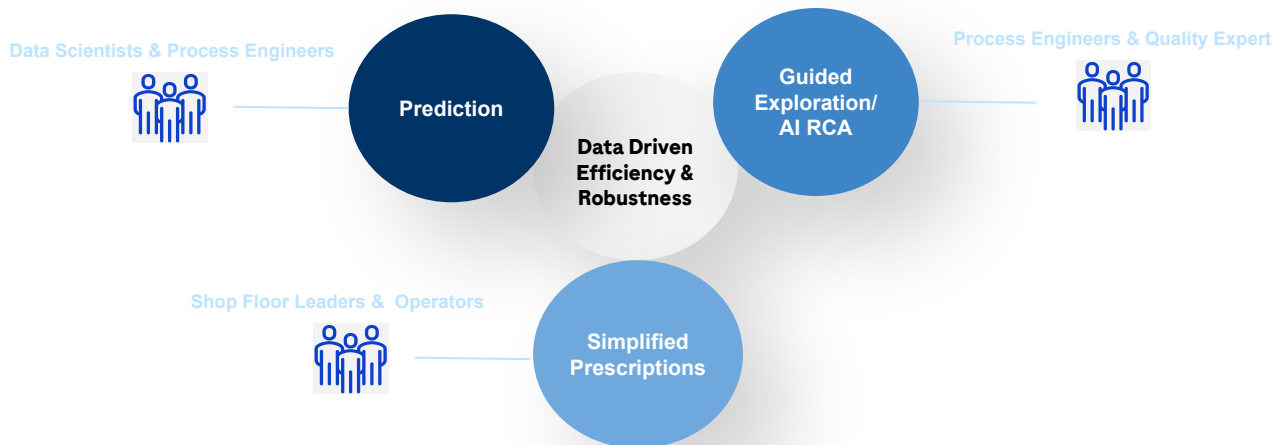 Data Scientists & Process Engineers
Prediction
Data Driven
Efficiency &
Robustness
Guided
Exploration/
AI RCA
Process Engineers & Quality Expert
Shop Floor Leaders &  Operators
Simplified
Prescriptions